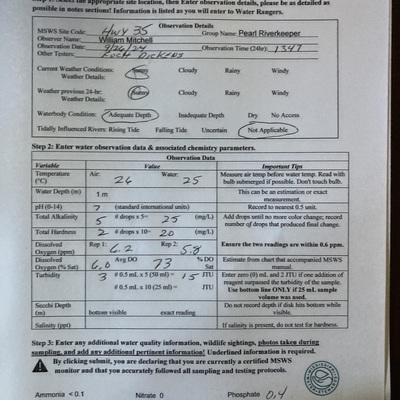 possible in notes section! Information is listed as you will enter to Water Rangers.
Observation Details
MSWS Site Code: Hwy 35 Group Name: Pearl Riverkeeper
Observer Name: William Mitchell
Observation Date: 9/26/24 Observation Time (24hr): 1347
Other Testers:
Current Weather Conditions: Sunny Cloudy Rainy Windy
Weather Details:
Weather previous 24-hr: Sunny Cloudy Rainy Windy
Weather Details:
Waterbody Condition: Adequate Depth Inadequate Depth Dry No Access
Tidally Influenced Rivers: Rising Tide Falling Tide Uncertain Not Applicable
Step 2: Enter water observation data & associated chemistry parameters.
Observation Data
Variable Value Important Tips
Temperature (°C) Air: 26 Water: 25 Measure air temp before water temp. Read with bulb submerged if possible. Don't touch bulb.
Water Depth (m) 1 m This can be an estimation or exact measurement.
pH (0-14) 7 (standard international units) Record to nearest 0.5 unit.
Total Alkalinity 5 # drops x 5= 25 (mg/L) Add drops until no more color change; record number of drops that produced final change.
Total Hardness 2 # drops x 10= 20 (mg/L)
Dissolved Oxygen (ppm) Rep 1: 6.2 Rep 2: 5.8 Ensure the two readings are within 0.6 ppm.
Dissolved Oxygen (% Sat) 6.0 Avg DO 73 % DO Sat Estimate from chart accompanied in MSWS manual.
Turbidity 3 # 0.5 mL x 5 (50 ml) = 15 JTU Enter zero (0) mL and 2 JTU if one addition of reagent surpassed the turbidity of the sample.
# 0.5 mL x 10 (25 ml) = JTU Use bottom line ONLY if 25 mL sample volume was used.
Secchi Depth (m) bottom visible exact reading Do not record depth if disk hits bottom while visible.
Salinity (ppt) If salinity is present, do not test for hardness.
Step 3: Enter any additional water quality information, wildlife sightings, photos taken during
sampling, and add any additional pertinent information! Underlined information is required.
By clicking submit, you are declaring that you are currently a certified MSWS
monitor and that you accurately followed all sampling and testing protocols.
Ammonia < 0.1 Nitrate 0 Phosphate 0.4